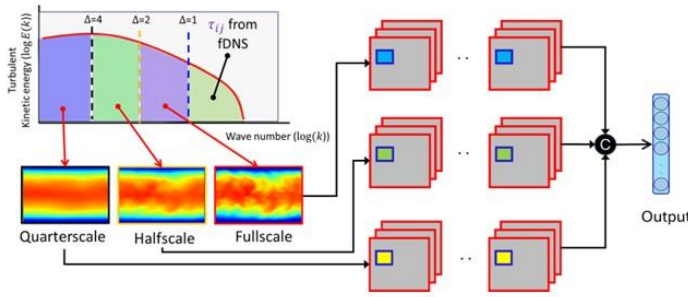 Δ=4
Δ=2
Δ=1
τij from
fDNS
Turbulent
Kinetic energy (log E(k))
Wave number (log(k))
Quarterscale
Halfscale
Fullscale
. .
. .
. .
C
Output